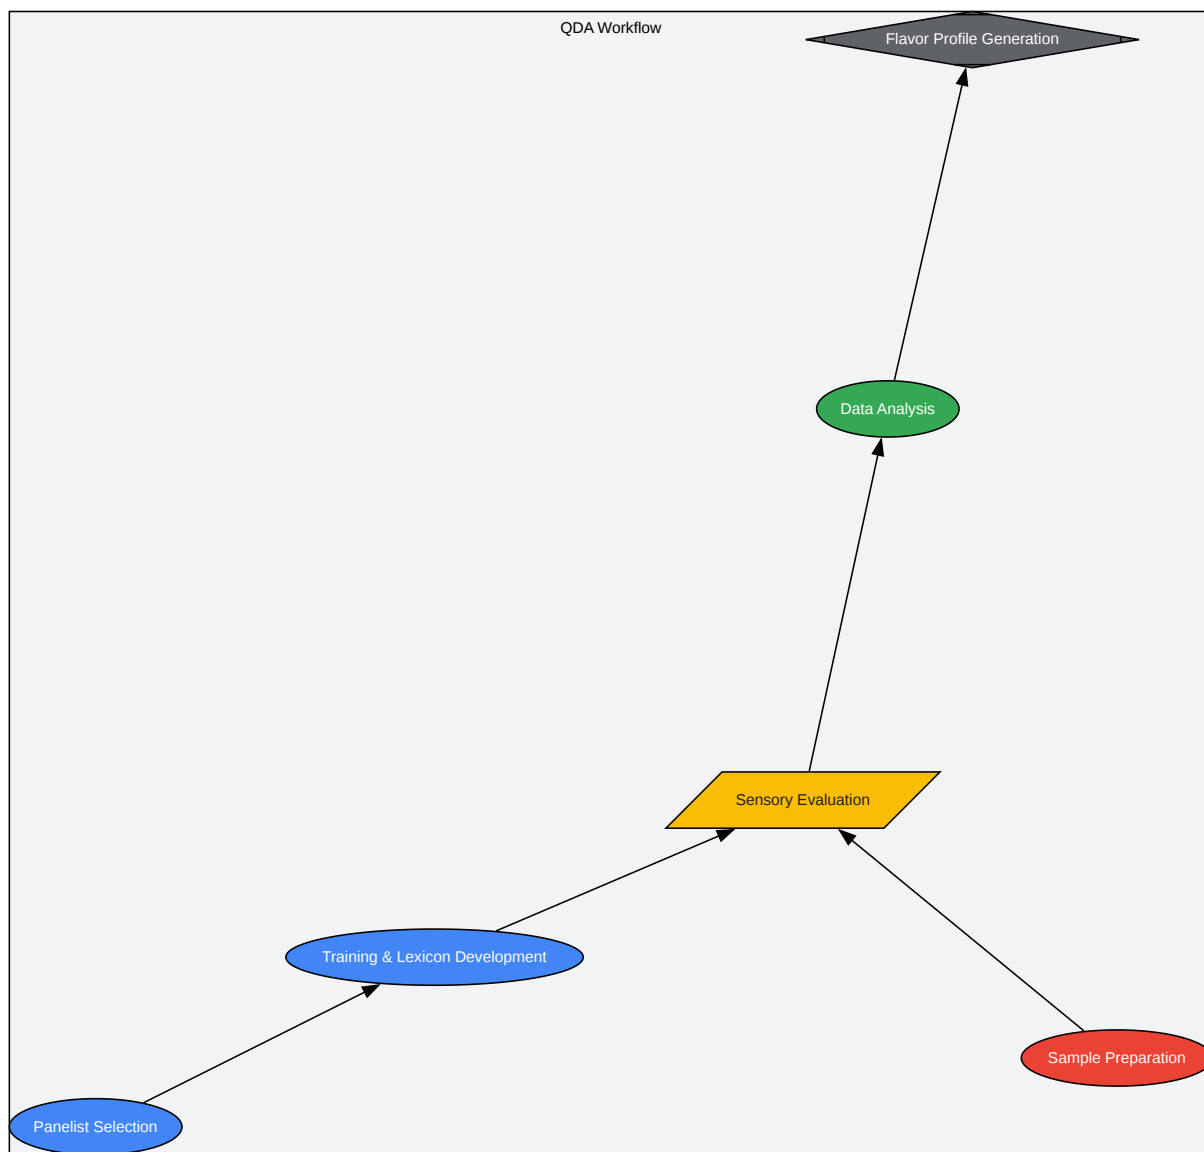 QDA Workflow
Flavor Profile Generation
Data Analysis
Sensory Evaluation
Training & Lexicon Development
Sample Preparation
Panelist Selection